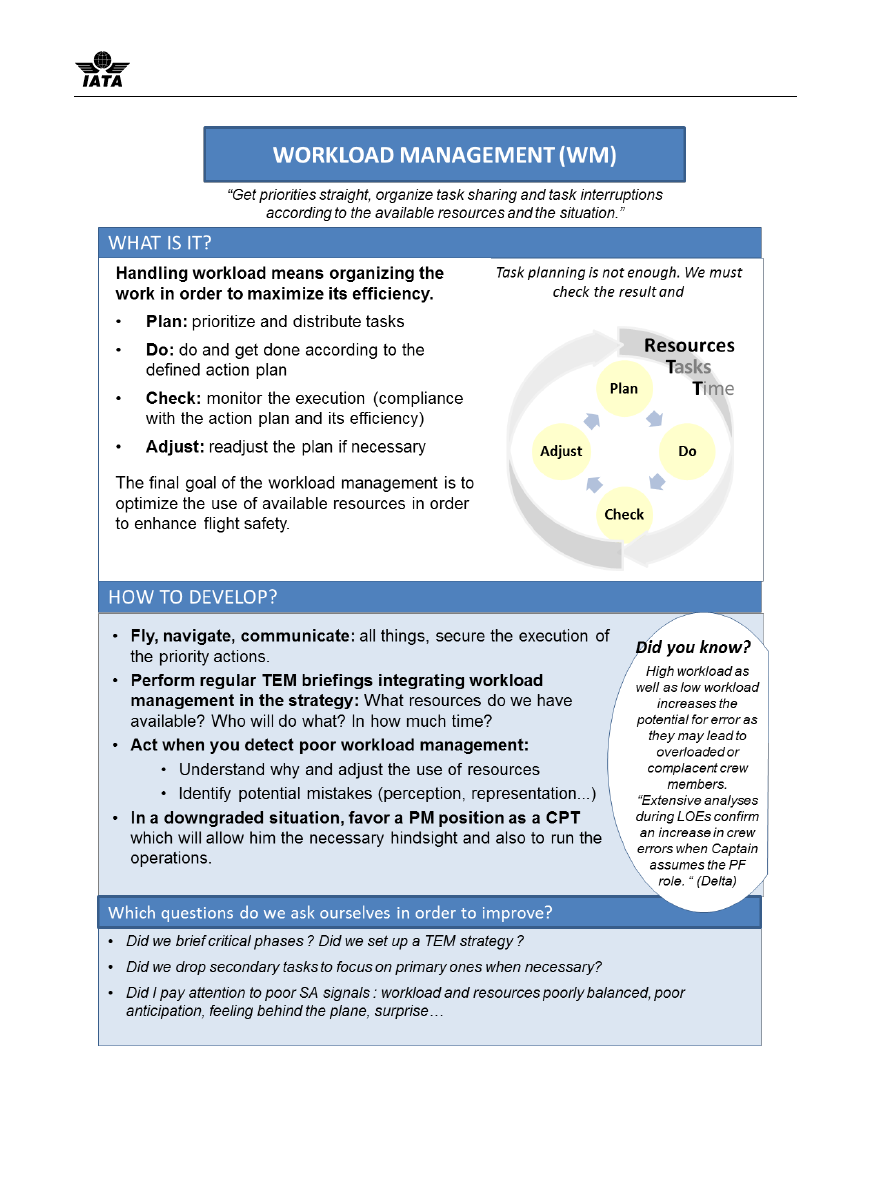 IATA
WORKLOAD MANAGEMENT (WM)
“Get priorities straight, organize task sharing and task interruptions
according to the available resources and the situation.”
WHAT IS IT?
Handling workload means organizing the
work in order to maximize its efficiency.
• Plan: prioritize and distribute tasks
• Do: do and get done according to the
defined action plan
• Check: monitor the execution (compliance
with the action plan and its efficiency)
• Adjust: readjust the plan if necessary
The final goal of the workload management is to
optimize the use of available resources in order
to enhance flight safety.
Task planning is not enough. We must
check the result and
Resources
Tasks
Time
Plan
Adjust
Do
Check
HOW TO DEVELOP?
• Fly, navigate, communicate: all things, secure the execution of
the priority actions.
• Perform regular TEM briefings integrating workload
management in the strategy: What resources do we have
available? Who will do what? In how much time?
• Act when you detect poor workload management:
• Understand why and adjust the use of resources
• Identify potential mistakes (perception, representation...)
• In a downgraded situation, favor a PM position as a CPT
which will allow him the necessary hindsight and also to run the
operations.
Did you know?
High workload as
well as low workload
increases the
potential for error as
they may lead to
overloaded or
complacent crew
members.
“Extensive analyses
during LOEs confirm
an increase in crew
errors when Captain
assumes the PF
role. “ (Delta)
Which questions do we ask ourselves in order to improve?
• Did we brief critical phases ? Did we set up a TEM strategy ?
• Did we drop secondary tasks to focus on primary ones when necessary?
• Did I pay attention to poor SA signals : workload and resources poorly balanced, poor
anticipation, feeling behind the plane, surprise…